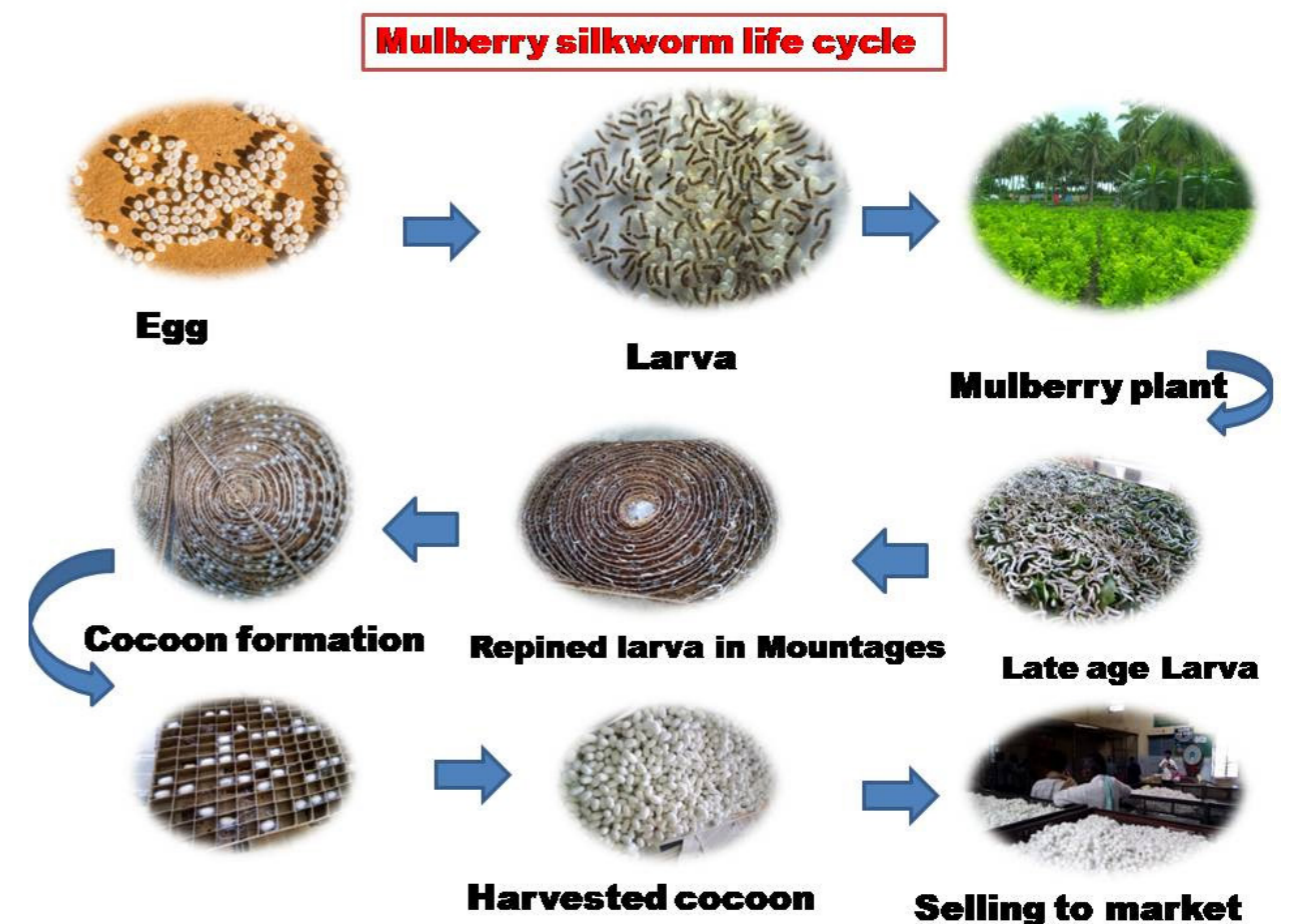 Mulberry silkworm life cycle
Egg
Larva
Mulberry plant
Cocoon formation
Repined larva in Mountages
Late age Larva
Harvested cocoon
Selling to market